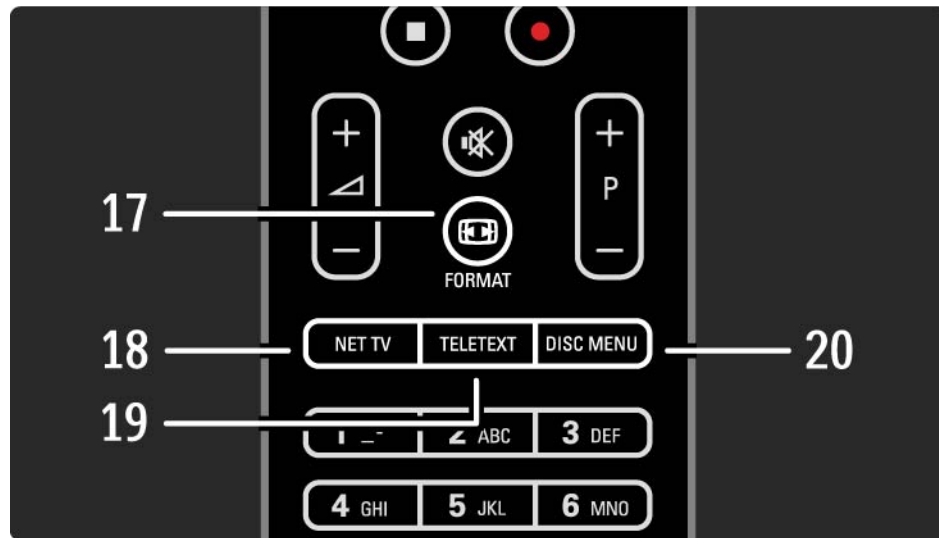 + +
P
17
— —
FORMAT
18 NET TV TELETEXT DISC MENU 20
19
1 _- 2 ABC 3 DEF
4 GHI 5 JKL 6 MNO